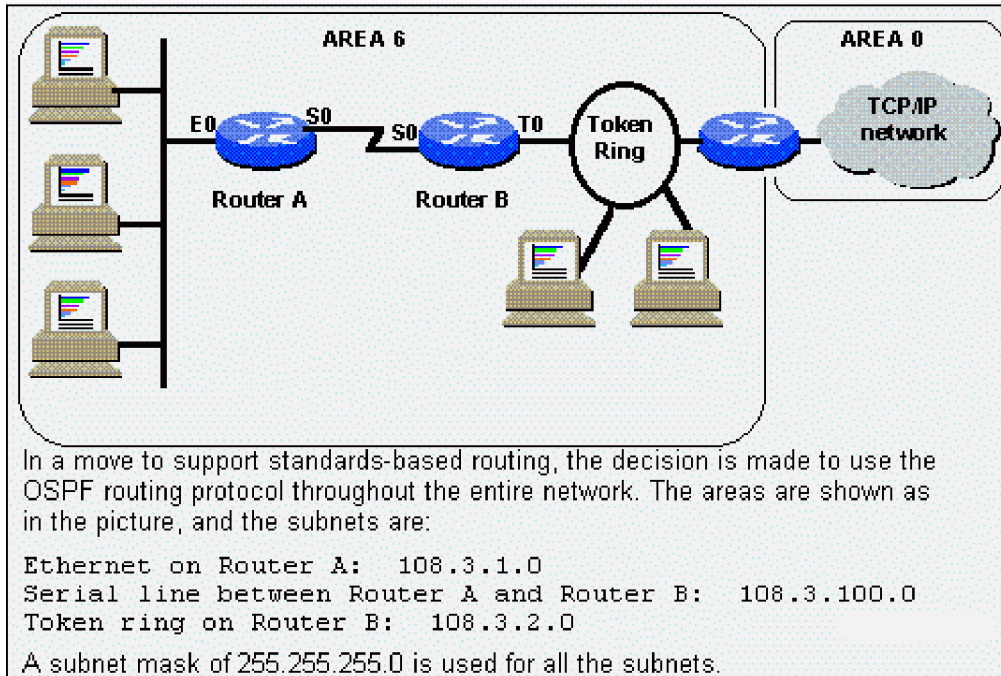 AREA 6
AREA 0
TCP/IP
network
E0
S0
S0
T0
Token
Ring
Router A
Router B
In a move to support standards-based routing, the decision is made to use the
OSPF routing protocol throughout the entire network. The areas are shown as
in the picture, and the subnets are:
Ethernet on Router A: 108.3.1.0
Serial line between Router A and Router B: 108.3.100.0
Token ring on Router B: 108.3.2.0
A subnet mask of 255.255.255.0 is used for all the subnets.